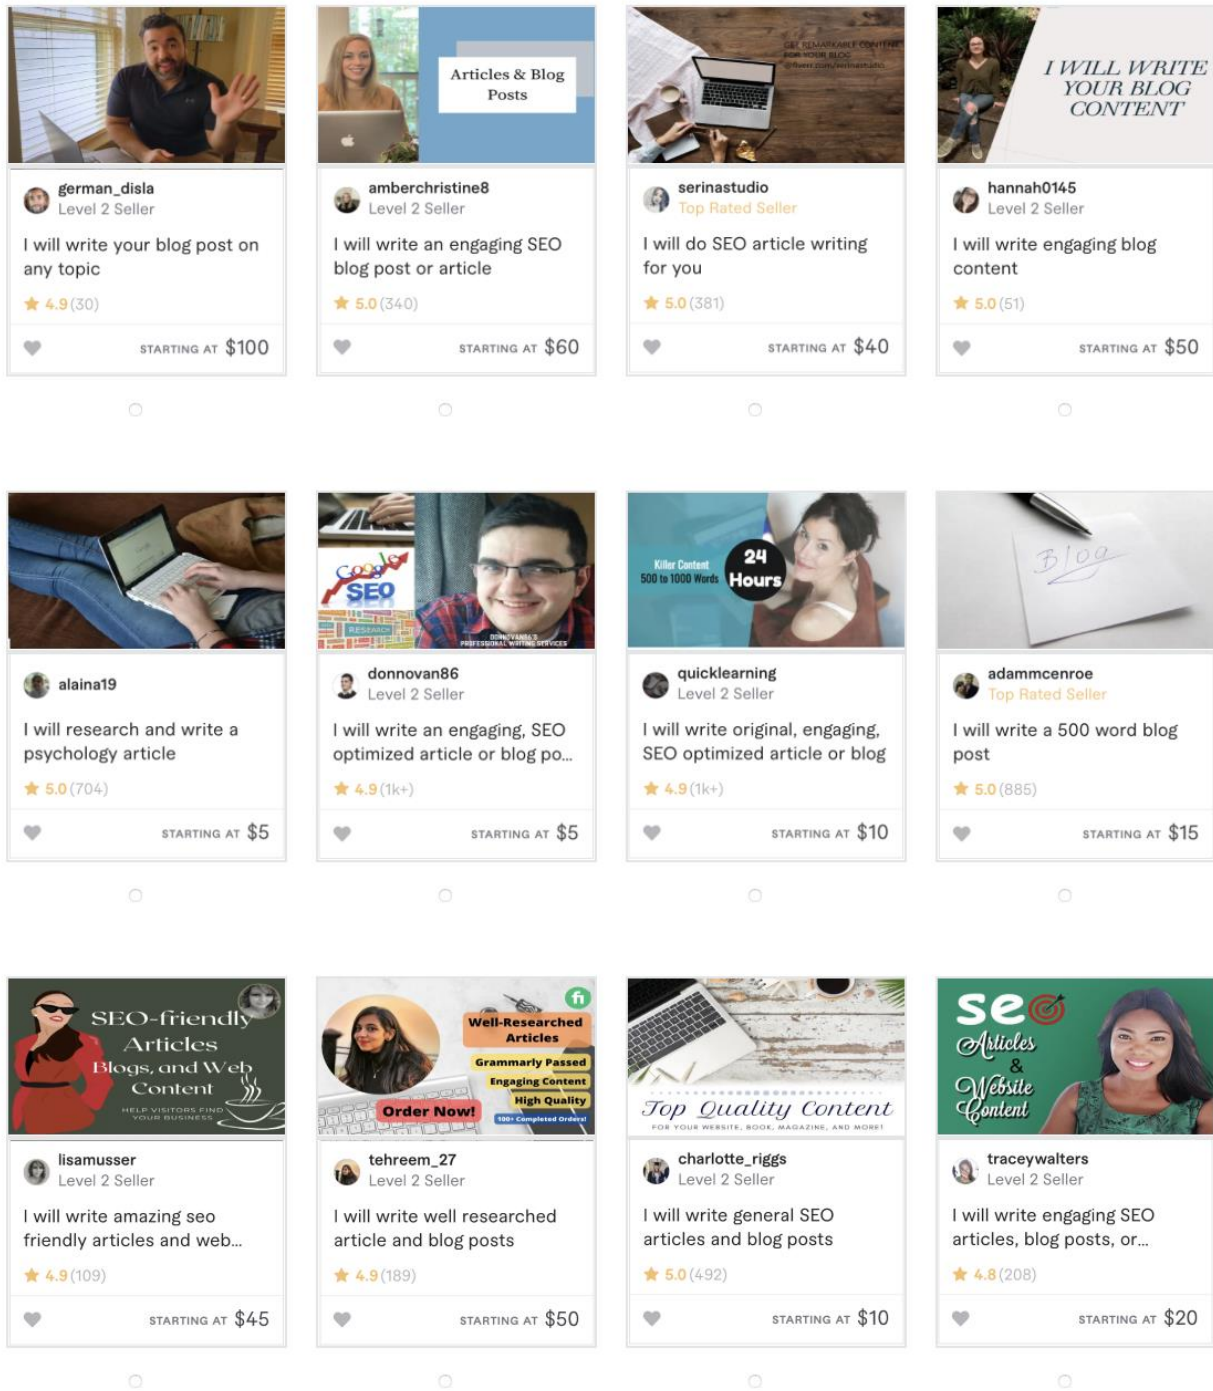 Articles & Blog
Posts
GET REMARKABLE CONTENT
FOR YOUR BLOG
I WILL WRITE
YOUR BLOG
CONTENT
german_disla
Level 2 Seller
I will write your blog post on
any topic
4.9(30)
STARTING AT $100
amberchristine8
Level 2 Seller
I will write an engaging SEO
blog post or article
5.0(340)
STARTING AT $60
serinastudio
Top Rated Seller
I will do SEO article writing
for you
5.0(381)
STARTING AT $40
hannah0145
Level 2 Seller
I will write engaging blog
content
5.0(51)
STARTING AT $50
Google
SEO
RESEARCH
DONNOVAN86'S
PROFESSIONAL WRITING SERVICES
Killer Content
500 to 1000 Words
24
Hours
Blog
alaina19
I will research and write a
psychology article
5.0(704)
STARTING AT $5
donnovan86
Level 2 Seller
I will write an engaging, SEO
optimized article or blog po...
4.9(1k+)
STARTING AT $5
quicklearning
Level 2 Seller
I will write original, engaging,
SEO optimized article or blog
4.9(1k+)
STARTING AT $10
adammcenroe
Top Rated Seller
I will write a 500 word blog
post
5.0(885)
STARTING AT $15
SEO-friendly
Articles
Blogs, and Web
Content
HELP VISITORS FIND
YOUR BUSINESS
fi
Well-Researched
Articles
Grammarly Passed
Engaging Content
High Quality
Order Now!
100+ Completed Orders!
Top Quality Content
FOR YOUR WEBSITE, BOOK, MAGAZINE, AND MORE!
seo
Articles
&
Website
Content
lisamusser
Level 2 Seller
I will write amazing seo
friendly articles and web...
4.9(109)
STARTING AT $45
tehreem_27
Level 2 Seller
I will write well researched
article and blog posts
4.9(189)
STARTING AT $50
charlotte_riggs
Level 2 Seller
I will write general SEO
articles and blog posts
5.0(492)
STARTING AT $10
traceywalters
Level 2 Seller
I will write engaging SEO
articles, blog posts, or...
4.8(208)
STARTING AT $20